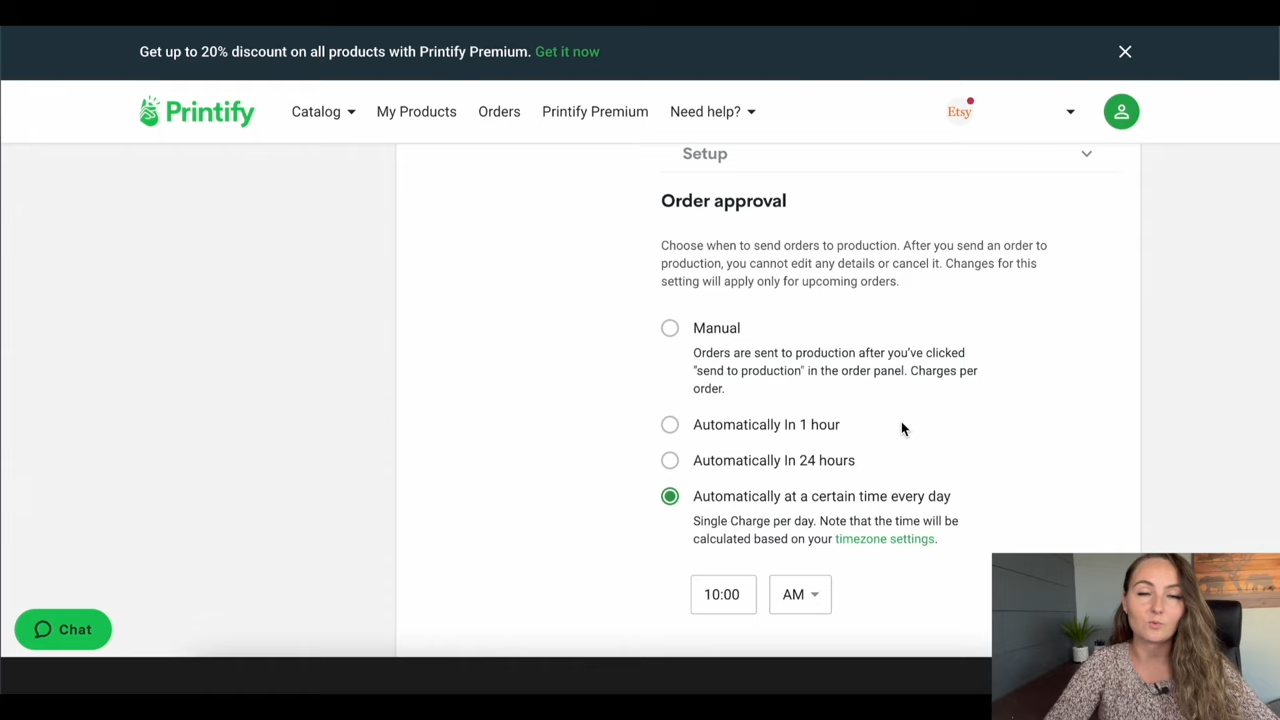 Get up to 20% discount on all products with Printify Premium. Get it now
Printify Catalog My Products Orders Printify Premium Need help? Etsy
Setup
Order approval
Choose when to send orders to production. After you send an order to
production, you cannot edit any details or cancel it. Changes for this
setting will apply only for upcoming orders.
Manual
Orders are sent to production after you've clicked
"send to production" in the order panel. Charges per
order.
Automatically In 1 hour
Automatically In 24 hours
Automatically at a certain time every day
Single Charge per day. Note that the time will be
calculated based on your timezone settings.
10:00 AM
Chat